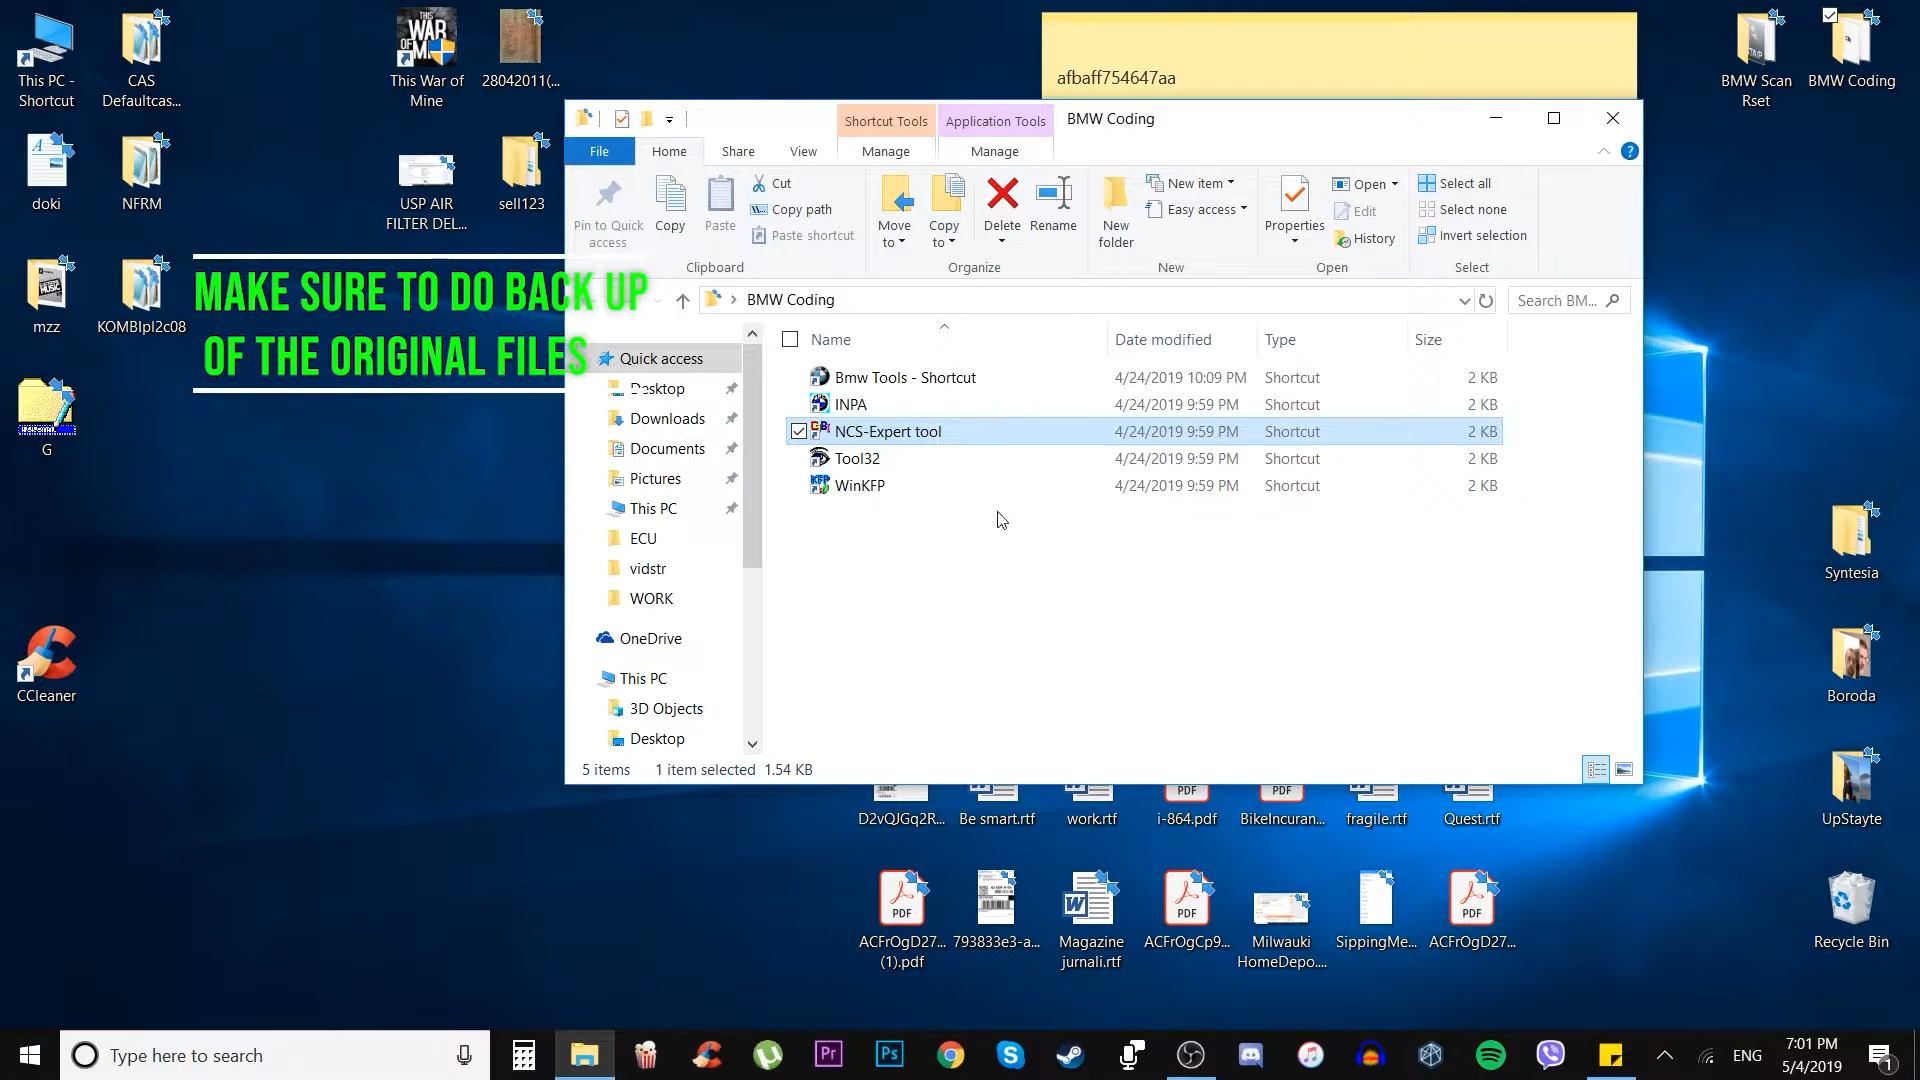 This PC -
Shortcut
CAS
Defaultcas...
This War of
Mine
28042011(...
afbaff754647aa
BMW Scan
Rset
BMW Coding
doki
NFRM
USP AIR
FILTER DEL...
sell123
mzz
KOMBIpl2c08
G
CCleaner
MAKE SURE TO DO BACK UP
OF THE ORIGINAL FILES
Shortcut Tools
Application Tools
BMW Coding
File
Home
Share
View
Manage
Manage
Pin to Quick
access
Copy
Paste
Cut
Copy path
Paste shortcut
Clipboard
Move
to
Copy
to
Delete
Rename
Organize
New
folder
New item
Easy access
New
Properties
Open
Edit
History
Open
Select all
Select none
Invert selection
Select
BMW Coding
Search BM...
Quick access
Desktop
Downloads
Documents
Pictures
This PC
ECU
vidstr
WORK
OneDrive
This PC
3D Objects
Desktop
Name Date modified Type Size
Bmw Tools - Shortcut 4/24/2019 10:09 PM Shortcut 2 KB
INPA 4/24/2019 9:59 PM Shortcut 2 KB
NCS-Expert tool 4/24/2019 9:59 PM Shortcut 2 KB
Tool32 4/24/2019 9:59 PM Shortcut 2 KB
WinKFP 4/24/2019 9:59 PM Shortcut 2 KB
5 items 1 item selected 1.54 KB
Syntesia
Boroda
UpStayte
Recycle Bin
D2vQJGq2R...
Be smart.rtf
work.rtf
i-864.pdf
BikeIncuran...
fragile.rtf
Quest.rtf
ACFrOgD27...
(1).pdf
793833e3-a...
Magazine
jurnali.rtf
ACFrOgCp9...
Milwauki
HomeDepo....
SippingMe...
ACFrOgD27...
Type here to search
ENG
7:01 PM
5/4/2019
1